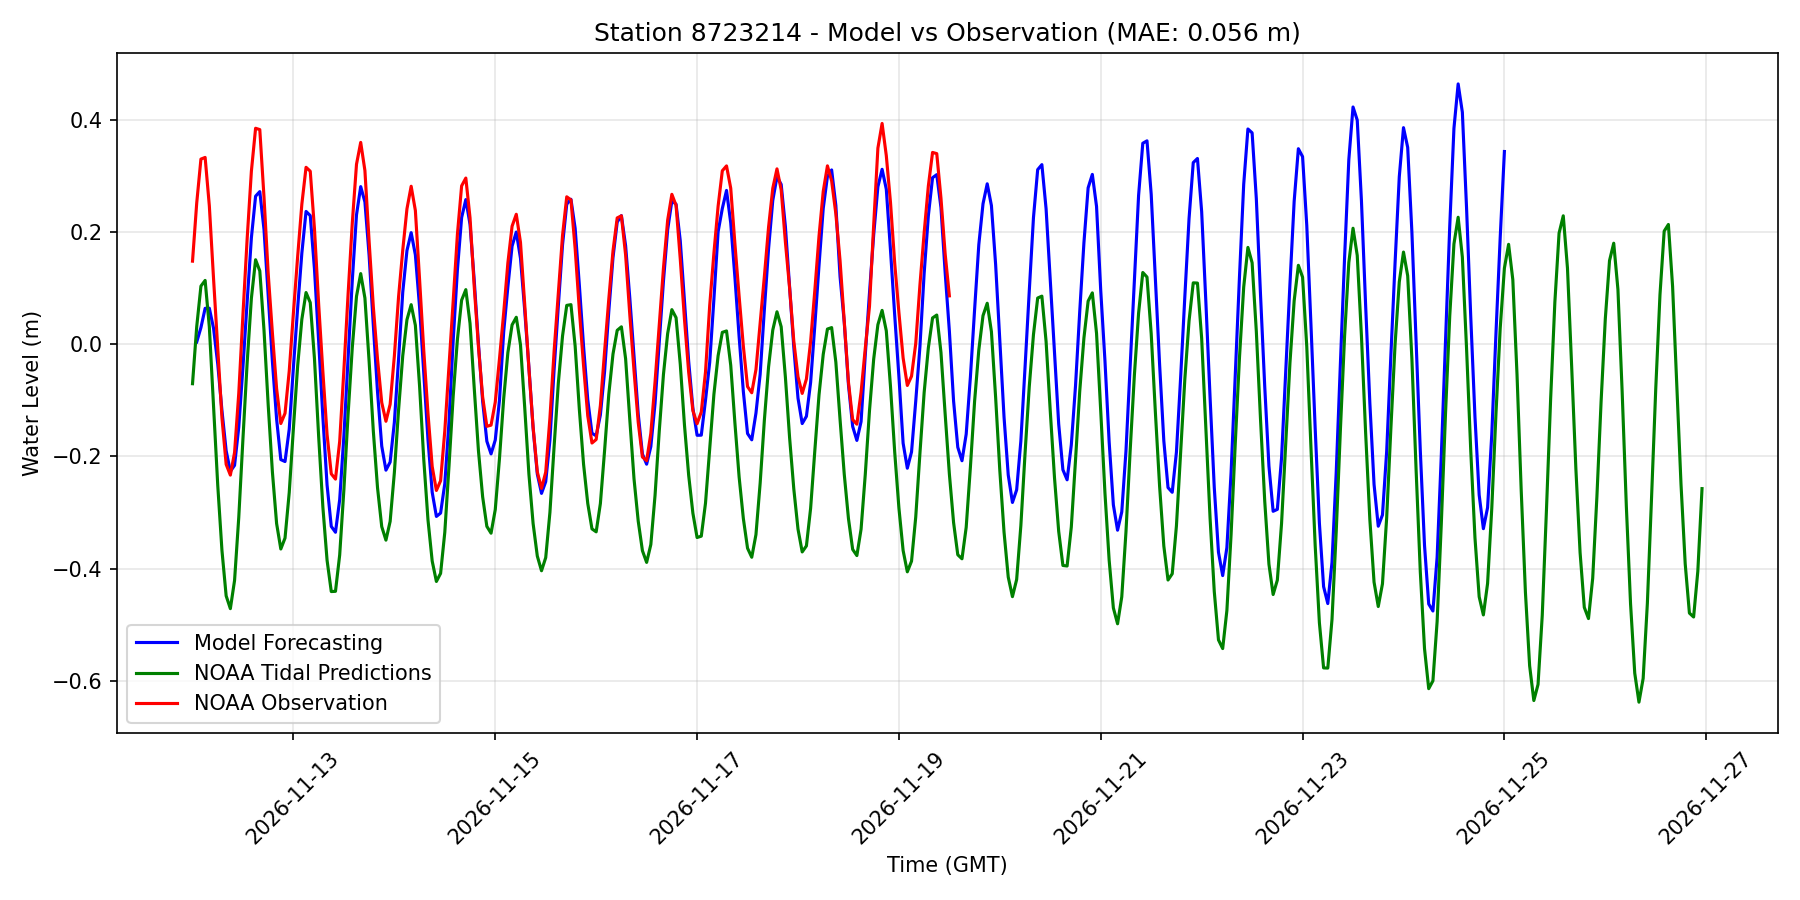 Station 8723214 - Model vs Observation (MAE: 0.056 m)
Water Level (m)
0.4
0.2
0.0
−0.2
−0.4
−0.6
Model Forecasting
NOAA Tidal Predictions
NOAA Observation
2026-11-13
2026-11-15
2026-11-17
2026-11-19
2026-11-21
2026-11-23
2026-11-25
2026-11-27
Time (GMT)